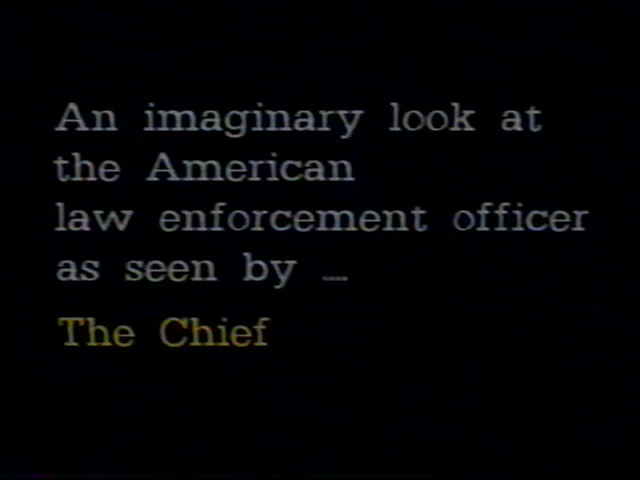 An imaginary look at
the American
law enforcement officer
as seen by ....
The Chief